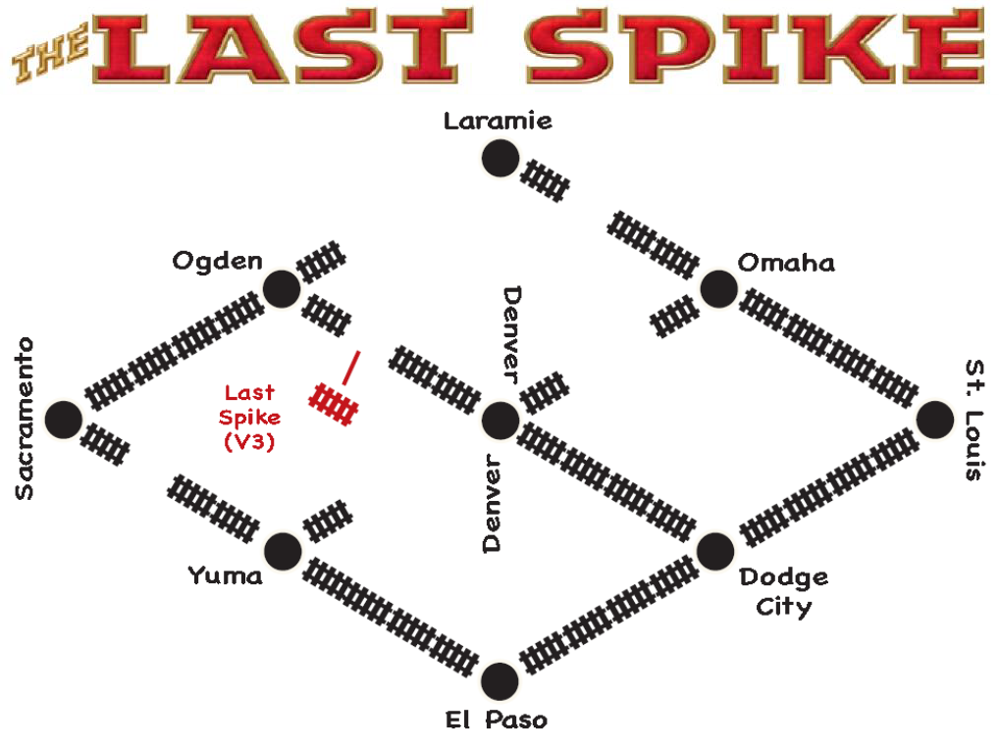 THE LAST SPIKE
Laramie
Ogden
Omaha
Denver
Sacramento
Last
Spike
(V3)
St. Louis
Denver
Yuma
Dodge
City
El Paso